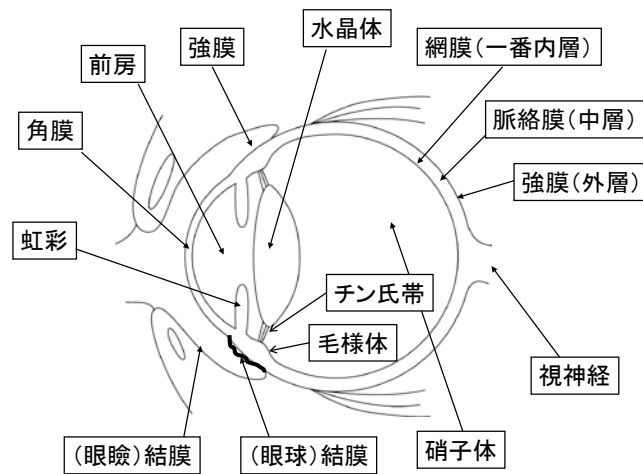 水晶体
強膜
網膜（一番内層）
前房
脈絡膜（中層）
角膜
強膜（外層）
虹彩
チン氏帯
毛様体
視神経
（眼瞼）結膜
（眼球）結膜
硝子体